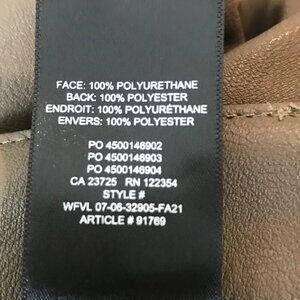 FACE: 100% POLYURETHANE
BACK: 100% POLYESTER
ENDROIT: 100% POLYURÉTHANE
ENVERS: 100% POLYESTER
PO 4500146902
PO 4500146903
PO 4500146904
CA 23725 RN 122354
STYLE #
WFVL 07-06-32905-FA21
ARTICLE # 91769